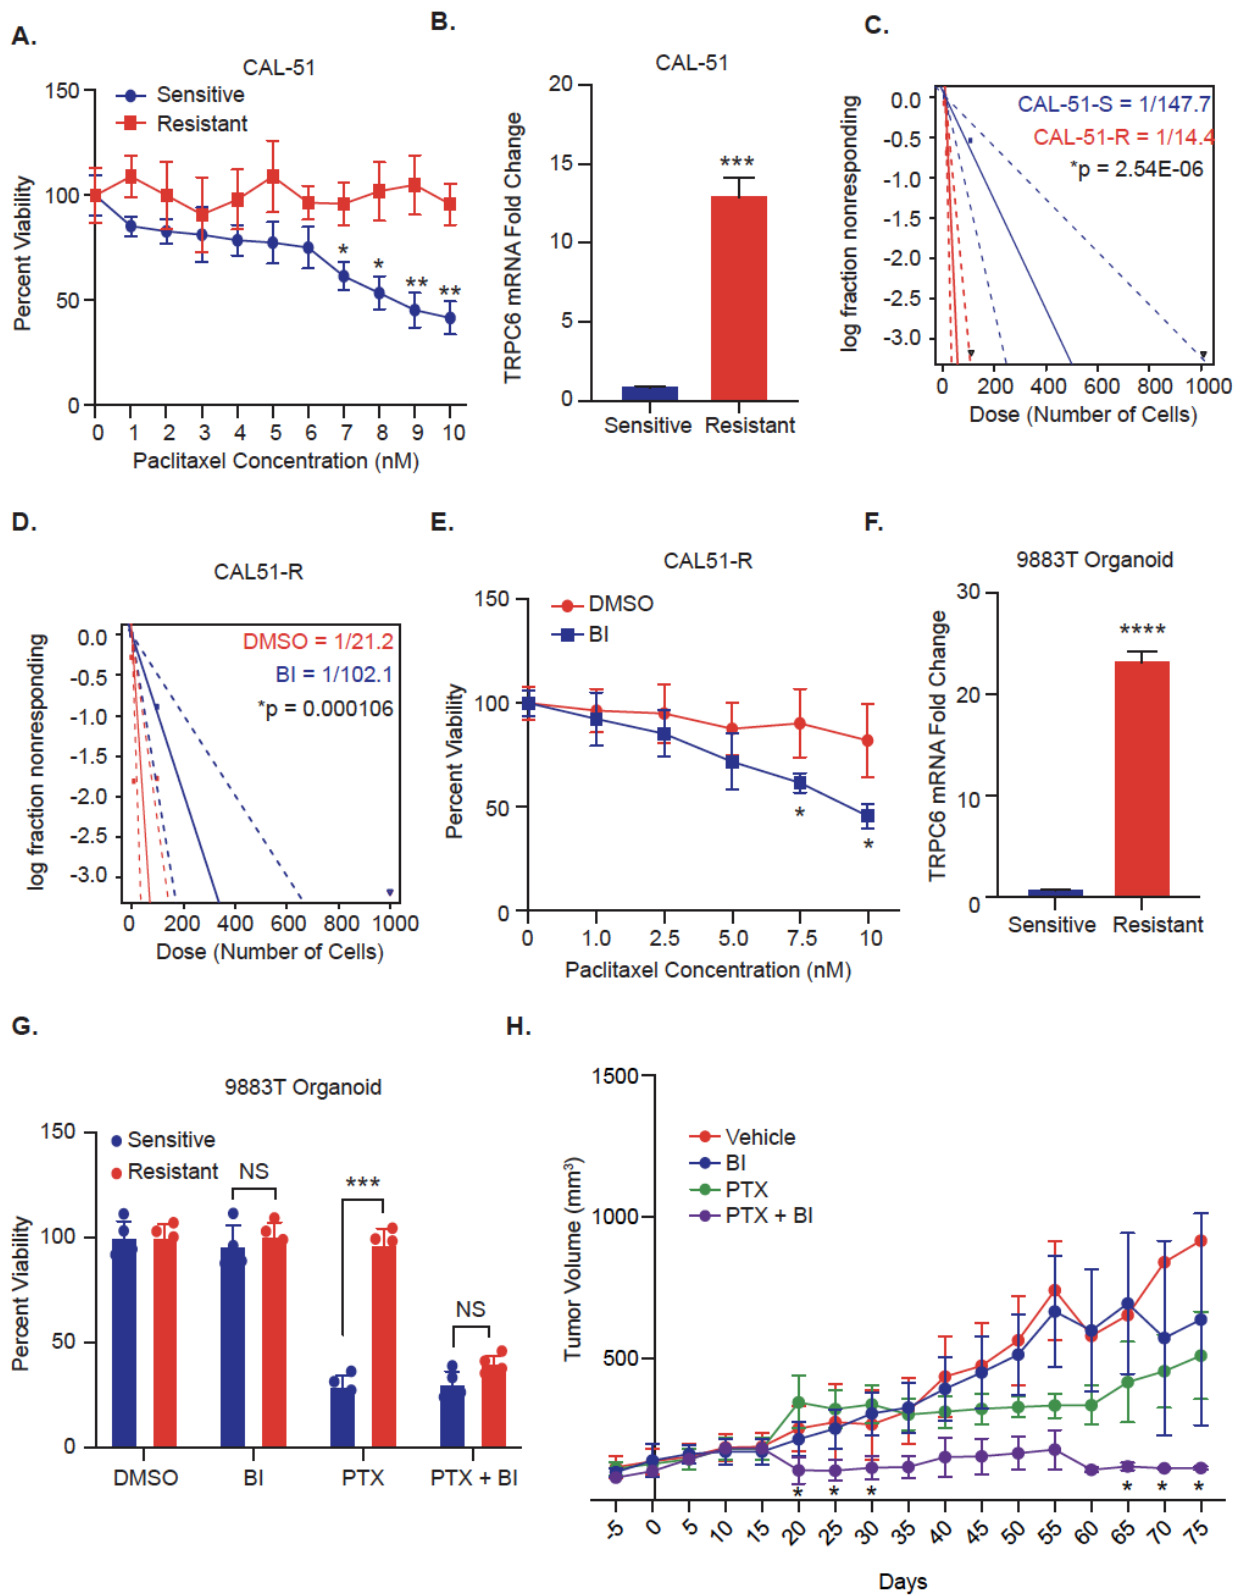 A.
CAL-51
Sensitive
Resistant
150
100
50
0
Percent Viability
0 1 2 3 4 5 6 7 8 9 10
* * ** **
Paclitaxel Concentration (nM)
B.
CAL-51
20
15
10
5
0
TRPC6 mRNA Fold Change
***
Sensitive Resistant
C.
CAL-51-S = 1/147.7
CAL-51-R = 1/14.4
*p = 2.54E-06
0.0
-0.5
-1.0
-1.5
-2.0
-2.5
-3.0
log fraction nonresponding
0 200 400 600 800 1000
Dose (Number of Cells)
D.
CAL51-R
DMSO = 1/21.2
BI = 1/102.1
*p = 0.000106
0.0
-0.5
-1.0
-1.5
-2.0
-2.5
-3.0
log fraction nonresponding
0 200 400 600 800 1000
Dose (Number of Cells)
E.
CAL51-R
DMSO
BI
150
100
50
0
Percent Viability
* *
0 1.0 2.5 5.0 7.5 10
Paclitaxel Concentration (nM)
F.
9883T Organoid
30
20
10
0
TRPC6 mRNA Fold Change
****
Sensitive Resistant
G.
9883T Organoid
Sensitive
Resistant
150
100
50
0
Percent Viability
NS
***
NS
DMSO BI PTX PTX + BI
H.
1500
1000
500
Tumor Volume (mm³)
Vehicle
BI
PTX
PTX + BI
* * * * * *
-5 0 5 10 15 20 25 30 35 40 45 50 55 60 65 70 75
Days